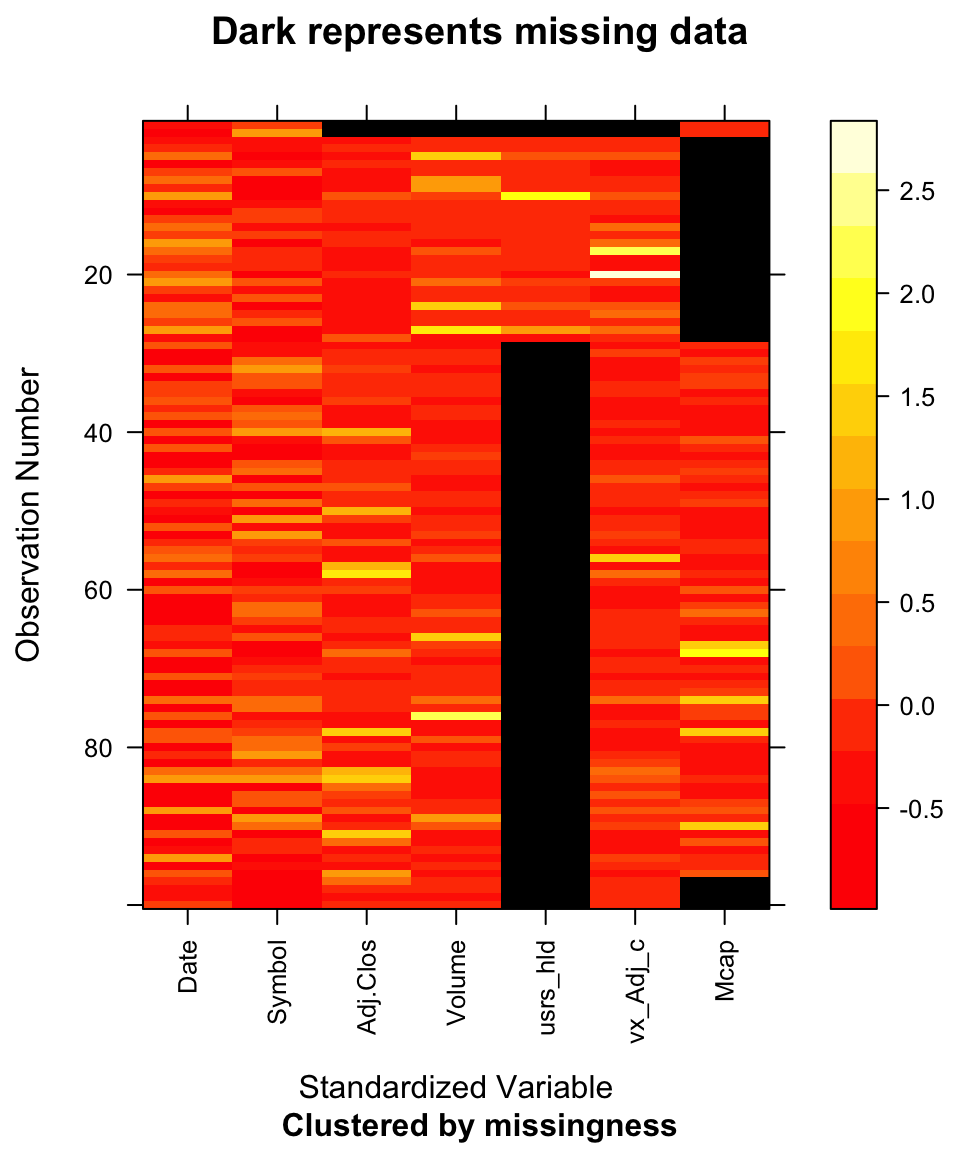 Dark represents missing data
Observation Number
20
40
60
80
2.5
2.0
1.5
1.0
0.5
0.0
-0.5
Date
Symbol
Adj.Clos
Volume
usrs_hld
vx_Adj_c
Mcap
Standardized Variable
Clustered by missingness